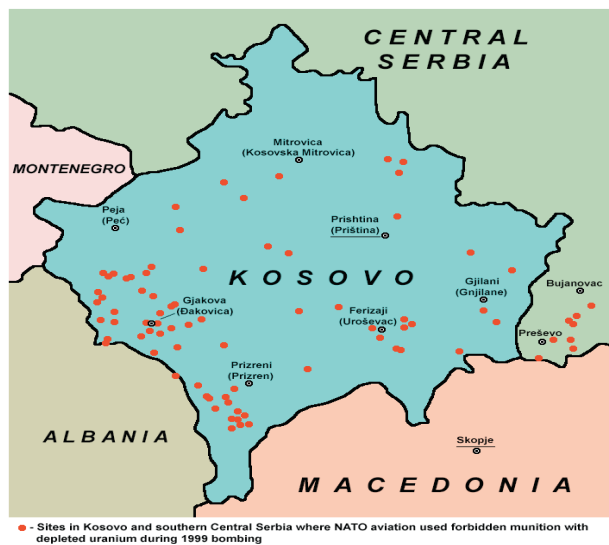 CENTRAL
SERBIA
Mitrovica
(Kosovska Mitrovica)
MONTENEGRO
Peja
(Peć)
Prishtina
(Priština)
KOSOVO
Gjilani
(Gnjilane)
Bujanovac
Gjakova
(Đakovica)
Ferizaji
(Uroševac)
Preševo
Prizreni
(Prizren)
ALBANIA
Skopje
MACEDONIA
- Sites in Kosovo and southern Central Serbia where NATO aviation used forbidden munition with
depleted uranium during 1999 bombing